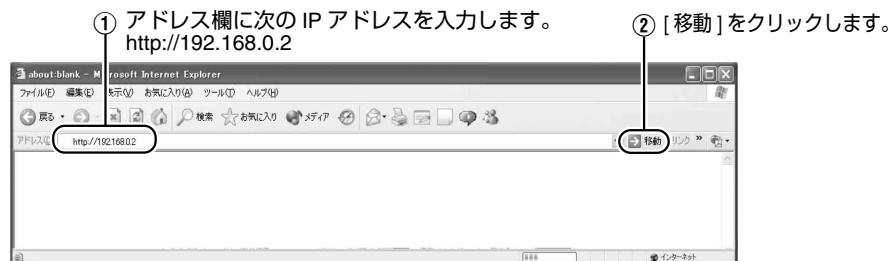 ① アドレス欄に次の IP アドレスを入力します。
http://192.168.0.2
② [ 移動 ] をクリックします。
about:blank - Microsoft Internet Explorer
ファイル(F) 編集(E) 表示(V) お気に入り(A) ツール(T) ヘルプ(H)
戻る 検索 お気に入り メディア
アドレス(D) http://192.168.0.2 移動 リンク »
インターネット